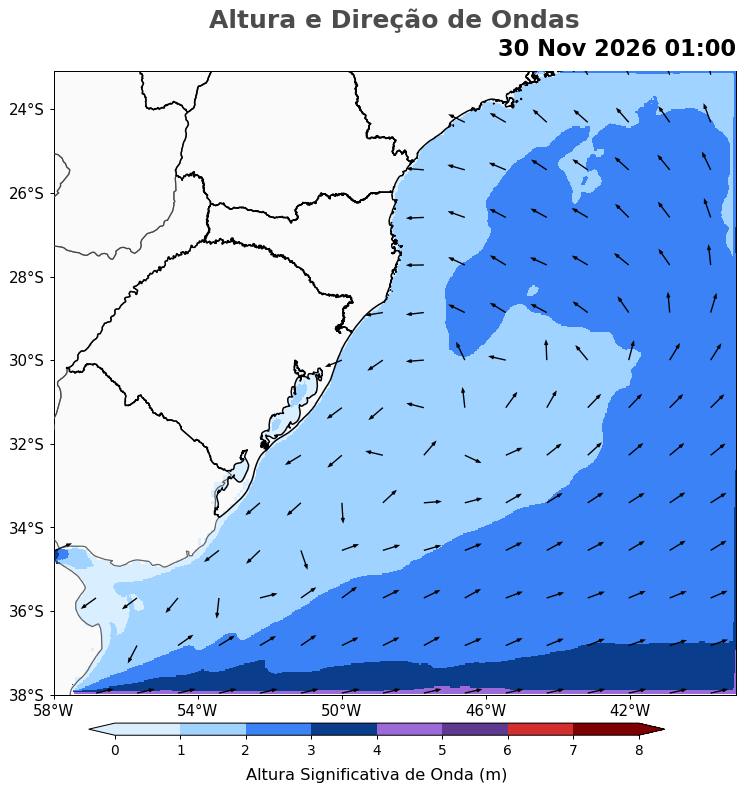 Altura e Direção de Ondas
30 Nov 2026 01:00
24°S
26°S
28°S
30°S
32°S
34°S
36°S
38°S
58°W 54°W 50°W 46°W 42°W
0 1 2 3 4 5 6 7 8
Altura Significativa de Onda (m)